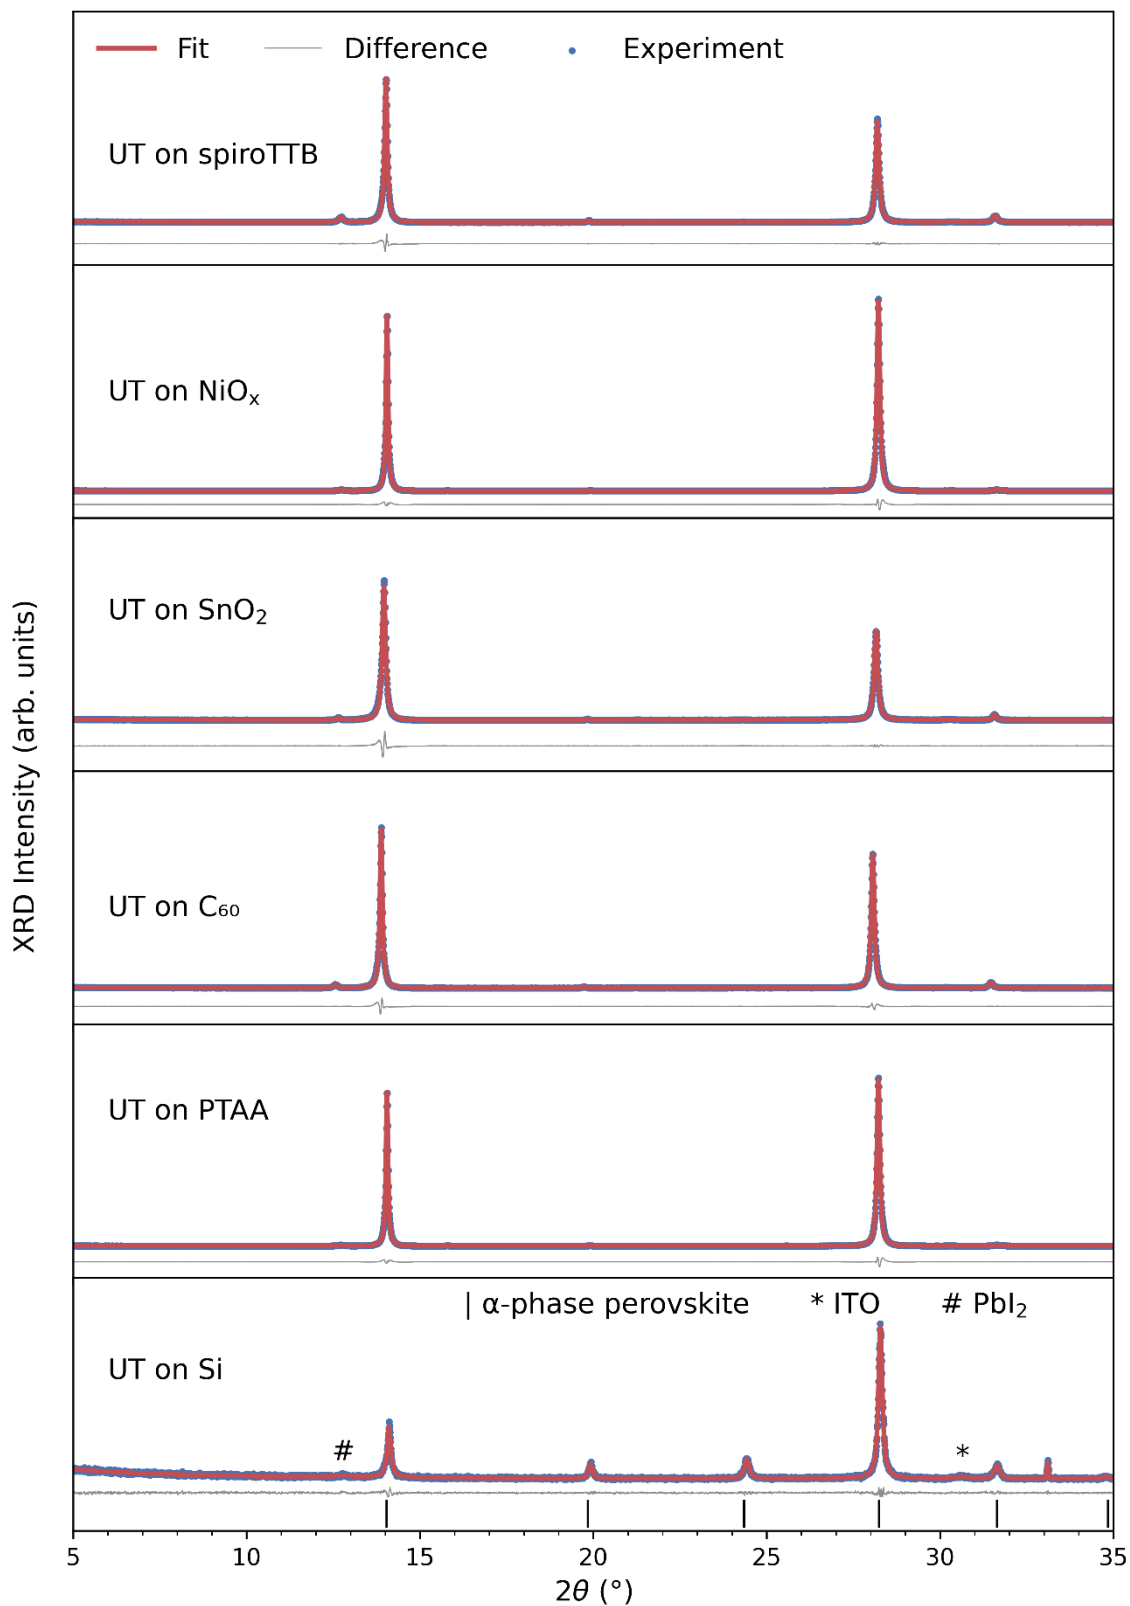 Fit Difference Experiment
UT on spiroTTB
UT on NiOₓ
UT on SnO₂
UT on C₆₀
UT on PTAA
| α-phase perovskite * ITO # PbI₂
UT on Si
# *
5 10 15 20 25 30 35
2θ (°)
XRD Intensity (arb. units)